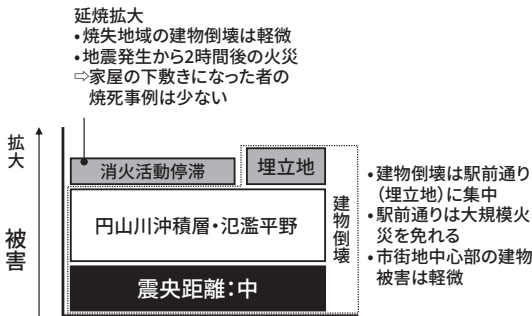 延焼拡大
•焼失地域の建物倒壊は軽微
•地震発生から2時間後の火災
⇨家屋の下敷きになった者の
焼死事例は少ない
拡大
被害
消火活動停滞
埋立地
円山川沖積層・氾濫平野
震央距離：中
建物倒壊
•建物倒壊は駅前通り
（埋立地）に集中
•駅前通りは大規模火
災を免れる
•市街地中心部の建物
被害は軽微